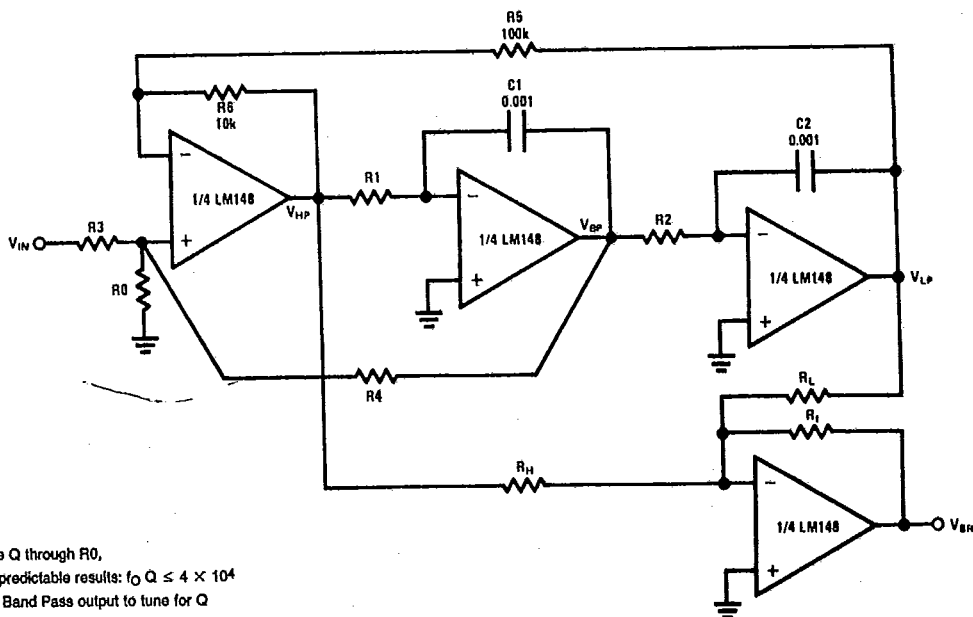 R5
100k
R6
10k
C1
0.001
C2
0.001
1/4 LM148
VHP
R1
1/4 LM148
VBP
R2
1/4 LM148
VLP
VIN
R3
R0
R4
RL
Rf
RH
1/4 LM148
VBR
e Q through R0,
predictable results: fO Q ≤ 4 × 10⁴
Band Pass output to tune for Q